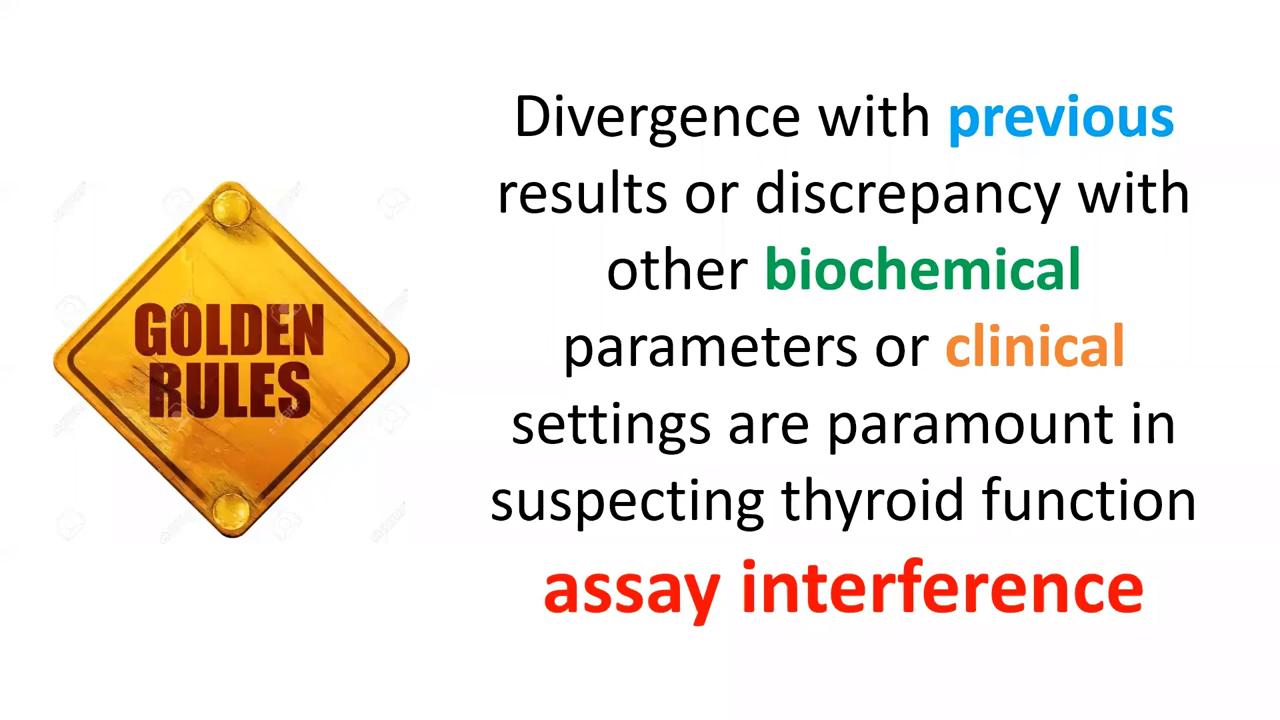 GOLDEN
RULES
Divergence with previous
results or discrepancy with
other biochemical
parameters or clinical
settings are paramount in
suspecting thyroid function
assay interference